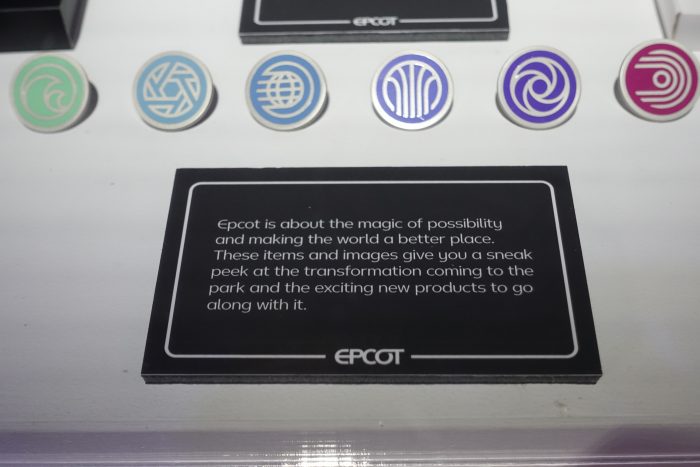 EPCOT
Epcot is about the magic of possibility
and making the world a better place.
These items and images give you a sneak
peek at the transformation coming to the
park and the exciting new products to go
along with it.
EPCOT